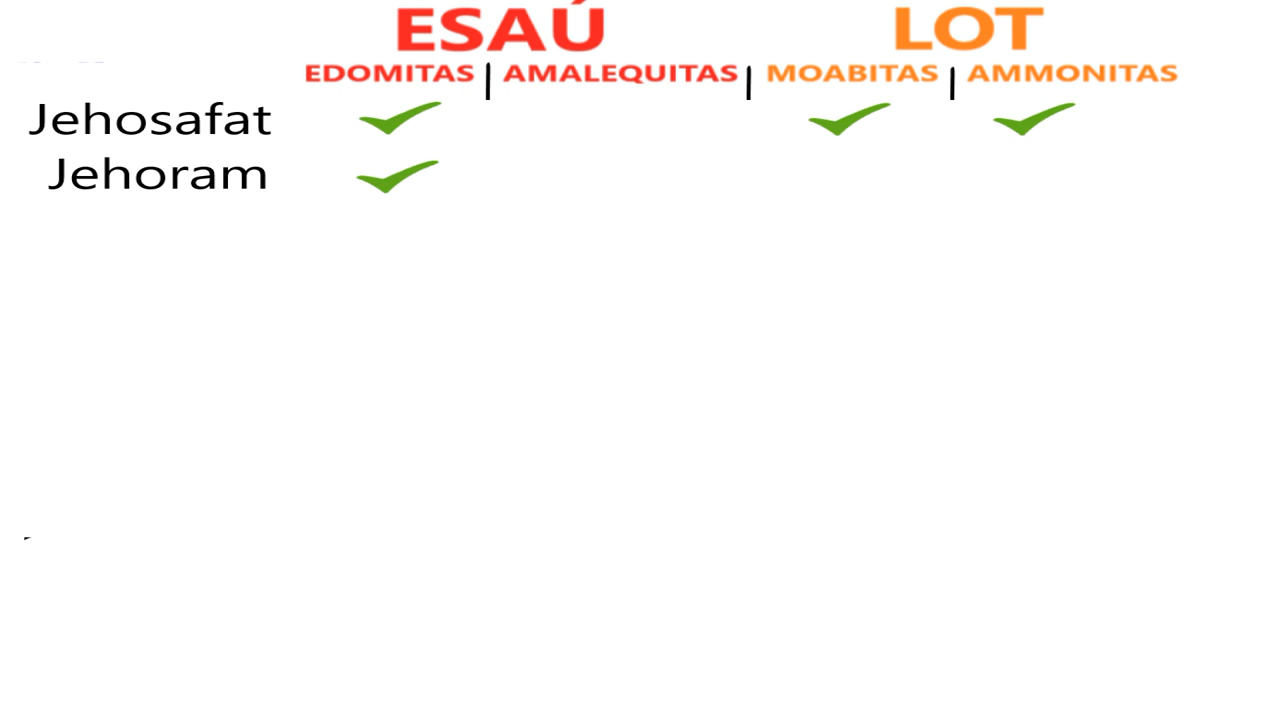 ESAÚ LOT
EDOMITAS | AMALEQUITAS | MOABITAS | AMMONITAS
Jehosafat
Jehoram